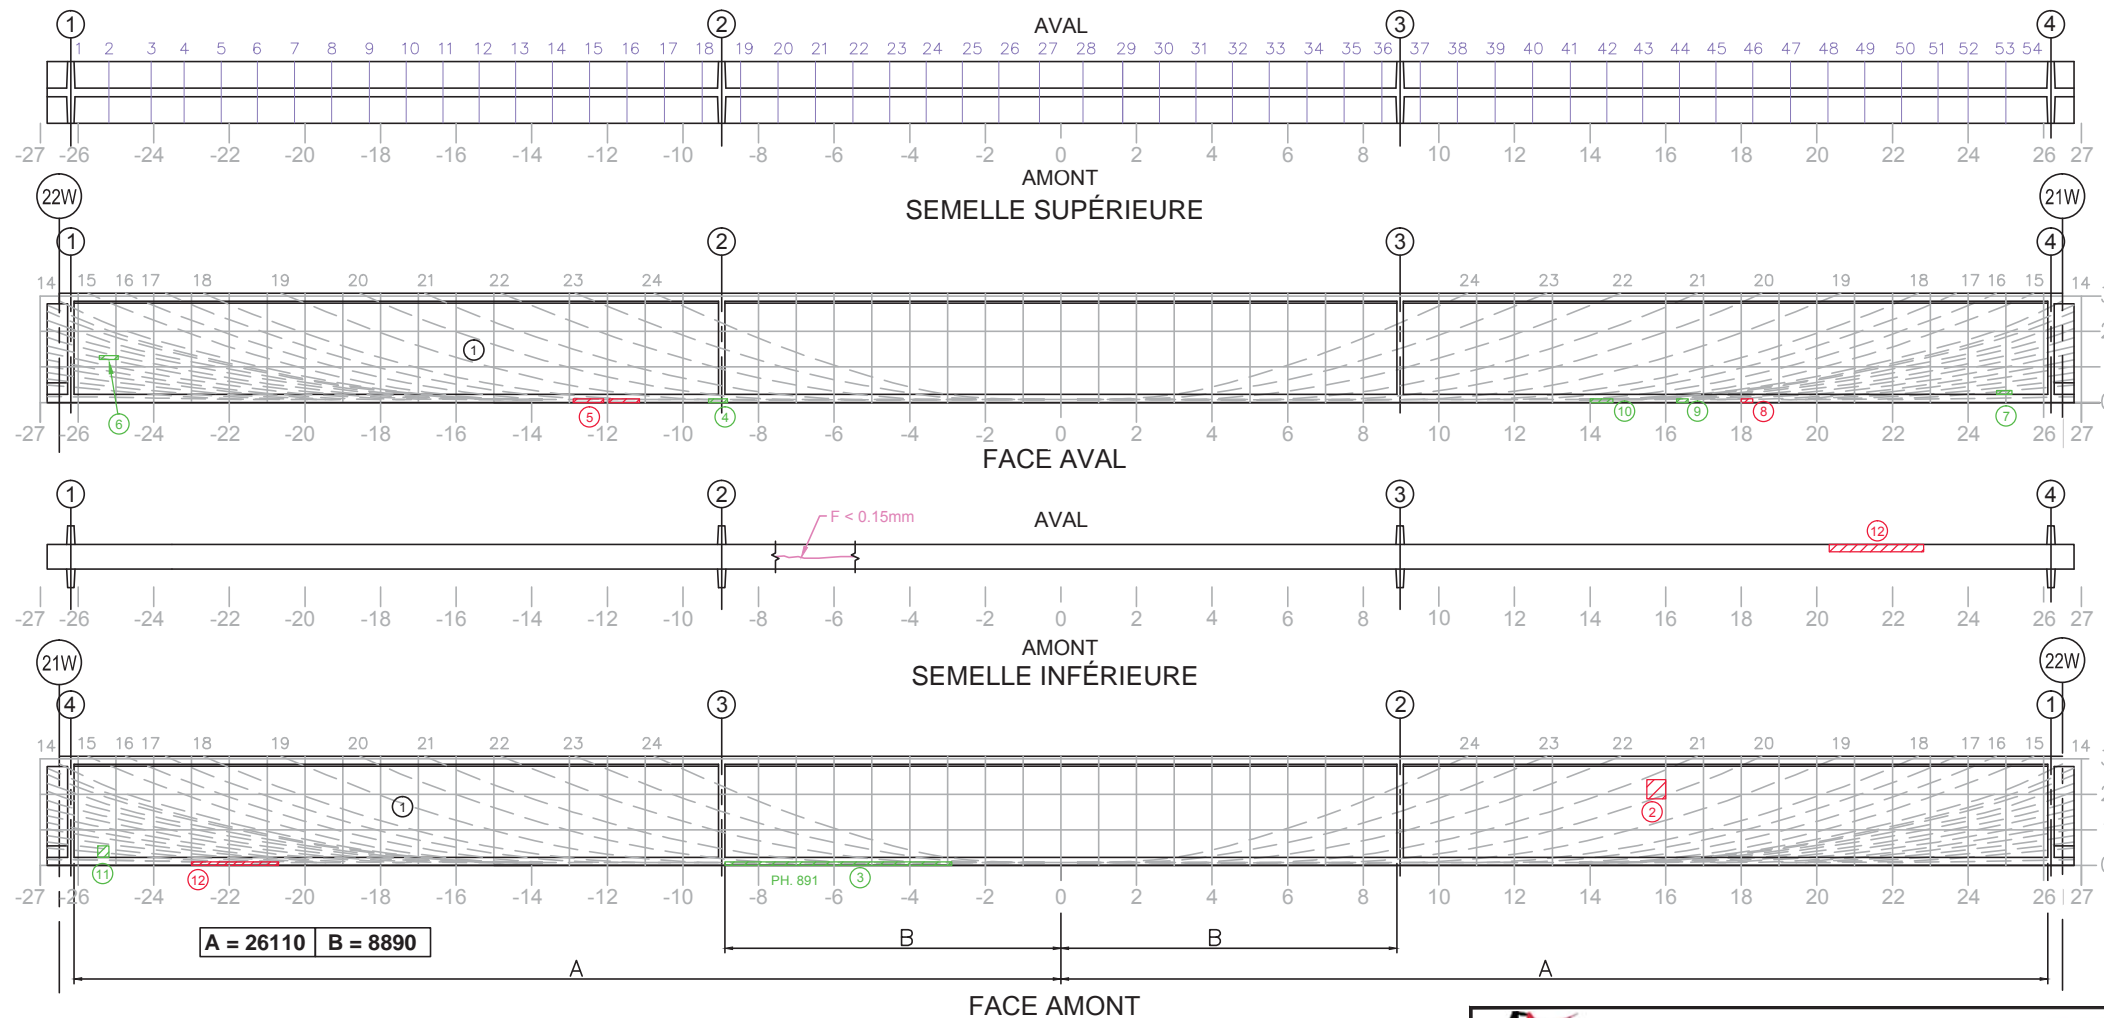 1 2 AVAL 3 4
1 2 3 4 5 6 7 8 9 10 11 12 13 14 15 16 17 18 19 20 21 22 23 24 25 26 27 28 29 30 31 32 33 34 35 36 37 38 39 40 41 42 43 44 45 46 47 48 49 50 51 52 53 54
-27 -26 -24 -22 -20 -18 -16 -14 -12 -10 -8 -6 -4 -2 0 2 4 6 8 10 12 14 16 18 20 22 24 26 27
AMONT
SEMELLE SUPÉRIEURE
22W 21W
1 2 3 4
14 15 16 17 18 19 20 21 22 23 24 24 23 22 21 20 19 18 17 16 15 14
1
6 5 4 10 9 8 7
-27 -26 -24 -22 -20 -18 -16 -14 -12 -10 -8 -6 -4 -2 0 2 4 6 8 10 12 14 16 18 20 22 24 26 27
FACE AVAL
1 2 3 4
F < 0.15mm AVAL 12
-27 -26 -24 -22 -20 -18 -16 -14 -12 -10 -8 -6 -4 -2 0 2 4 6 8 10 12 14 16 18 20 22 24 26 27
AMONT
SEMELLE INFÉRIEURE
21W 22W
4 3 2 1
14 15 16 17 18 19 20 21 22 23 24 24 23 22 21 20 19 18 17 16 15 14
1 2
11 12 PH. 891 3
-27 -26 -24 -22 -20 -18 -16 -14 -12 -10 -8 -6 -4 -2 0 2 4 6 8 10 12 14 16 18 20 22 24 26 27
A = 26110 B = 8890
B B
A A
FACE AMONT